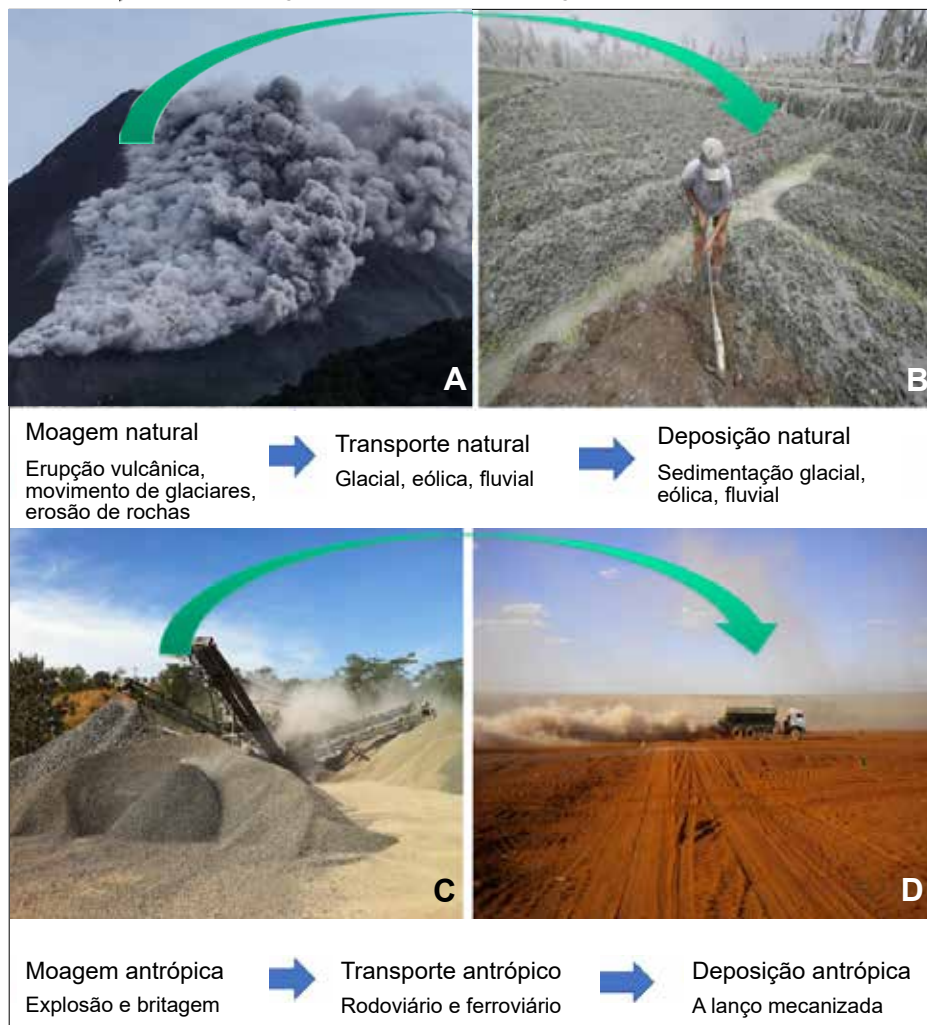 A
B
Moagem natural
Erupção vulcânica,
movimento de glaciares,
erosão de rochas
Transporte natural
Glacial, eólica, fluvial
Deposição natural
Sedimentação glacial,
eólica, fluvial
C
D
Moagem antrópica
Explosão e britagem
Transporte antrópico
Rodoviário e ferroviário
Deposição antrópica
A lanço mecanizada